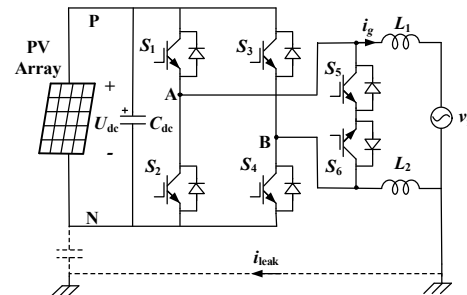 P
PV
Array
+
U_dc
-
+
C_dc
S_1
S_3
A
B
S_2
S_4
S_5
S_6
i_g
L_1
L_2
v
N
i_leak